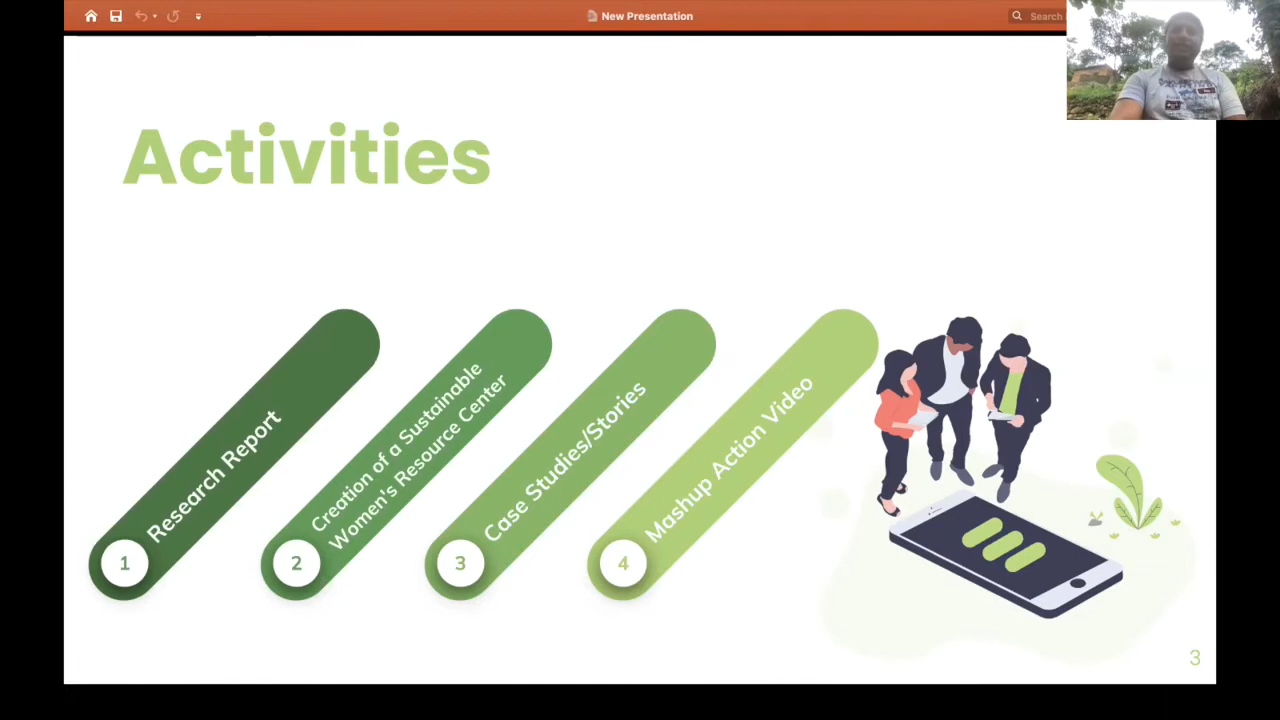 New Presentation
Search
Activities
Research Report
Creation of a Sustainable
Women's Resource Center
Case Studies/Stories
Mashup Action Video
1
2
3
4
3